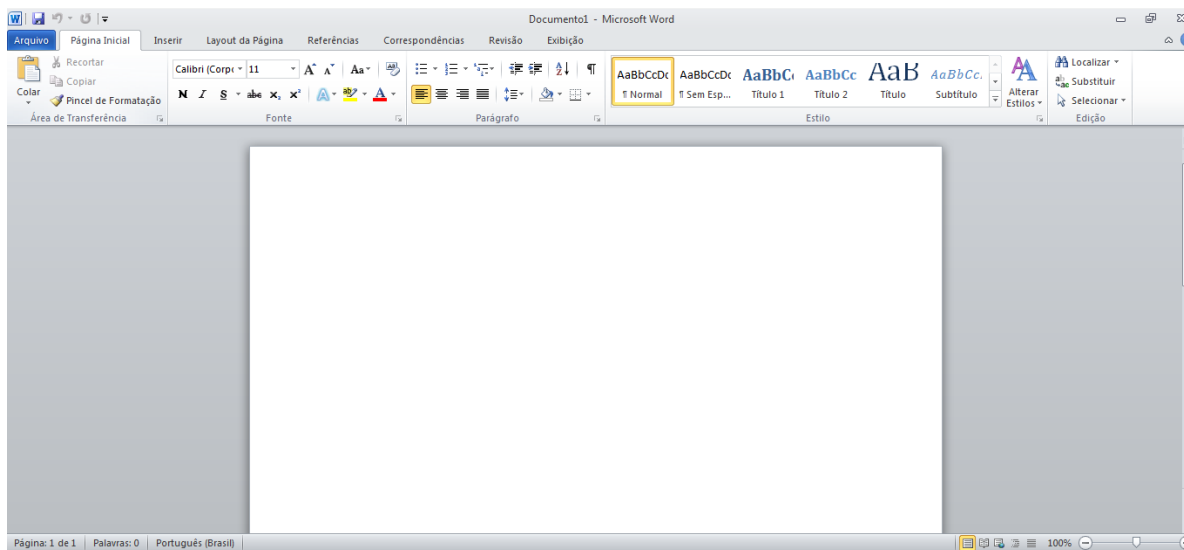 W Documento1 - Microsoft Word
Arquivo Página Inicial Inserir Layout da Página Referências Correspondências Revisão Exibição
Colar Recortar
Copiar
Pincel de Formatação
Área de Transferência
Calibri (Corpo 11 A A Aa
N I S abc x₂ x² A ab A
Fonte
A Z ¶
Parágrafo
AaBbCcDc AaBbCcDc AaBbC AaBbCc AaB AaBbCc.
¶ Normal ¶ Sem Esp... Título 1 Título 2 Título Subtítulo
Alterar
Estilos
Estilo
Localizar
Substituir
Selecionar
Edição
Página: 1 de 1 Palavras: 0 Português (Brasil) 100%